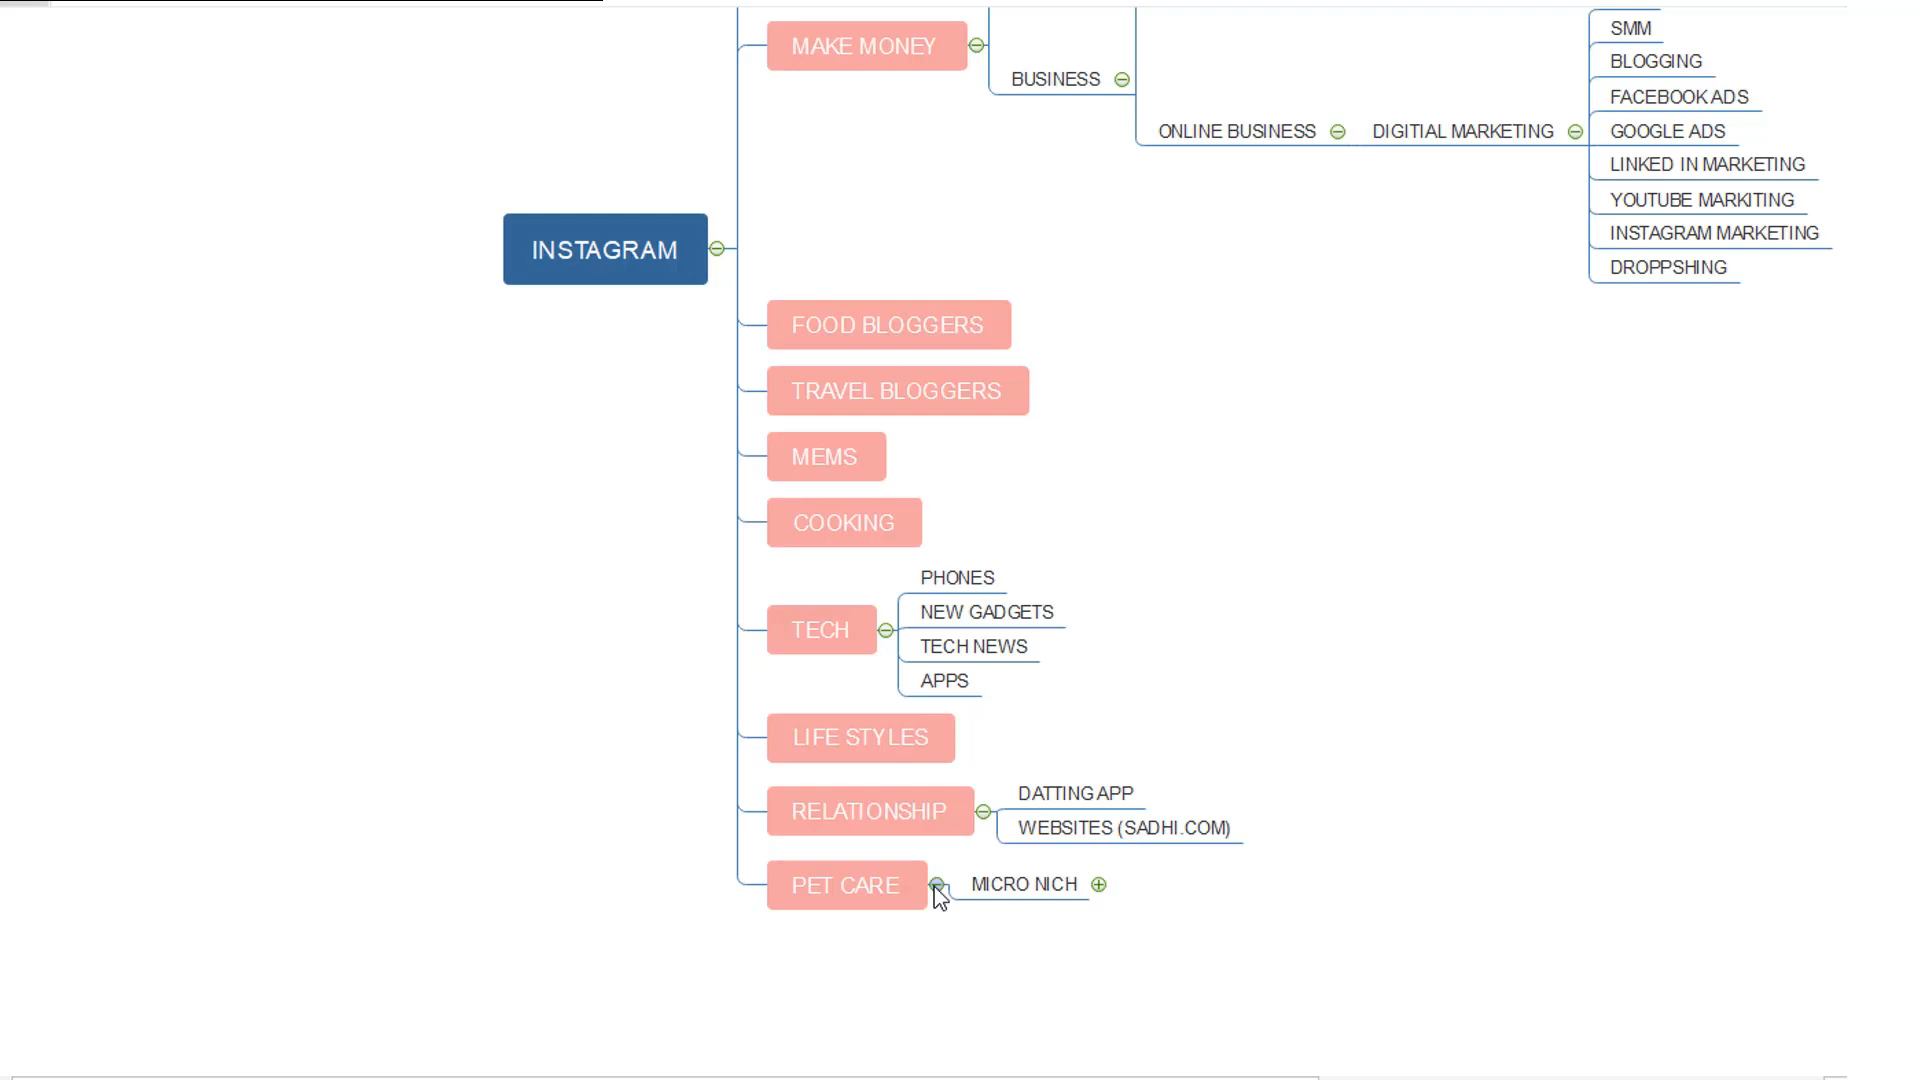 MAKE MONEY
BUSINESS
ONLINE BUSINESS
DIGITIAL MARKETING
SMM
BLOGGING
FACEBOOK ADS
GOOGLE ADS
LINKED IN MARKETING
YOUTUBE MARKITING
INSTAGRAM MARKETING
DROPPSHING
INSTAGRAM
FOOD BLOGGERS
TRAVEL BLOGGERS
MEMS
COOKING
TECH
PHONES
NEW GADGETS
TECH NEWS
APPS
LIFE STYLES
RELATIONSHIP
DATTING APP
WEBSITES (SADHI.COM)
PET CARE
MICRO NICH